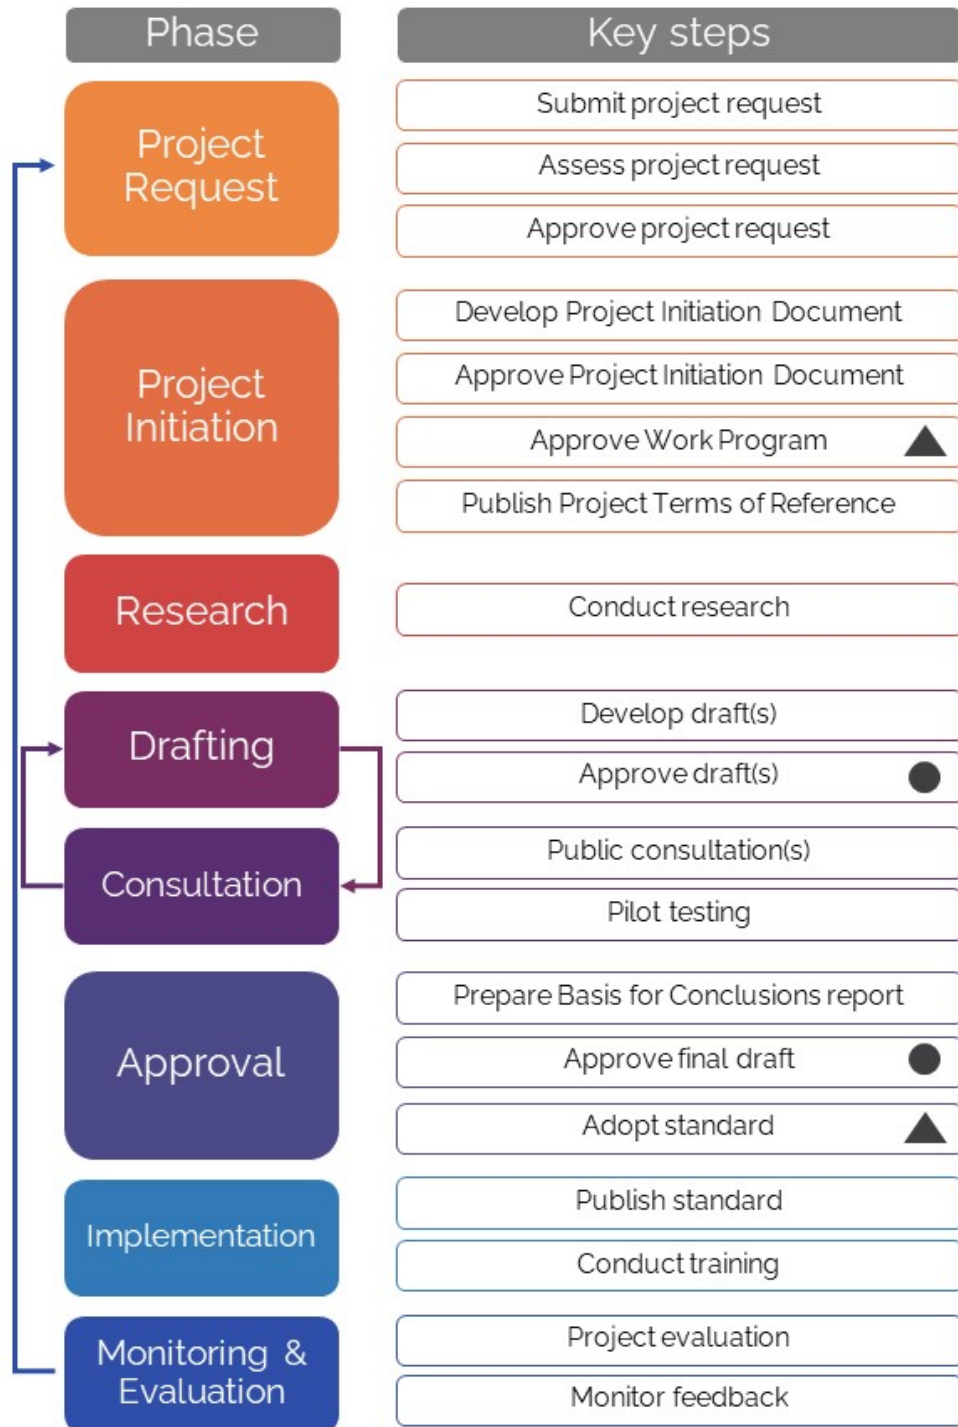 Phase
Key steps
Project
Request
Submit project request
Assess project request
Approve project request
Project
Initiation
Develop Project Initiation Document
Approve Project Initiation Document
Approve Work Program
Publish Project Terms of Reference
Research
Conduct research
Drafting
Develop draft(s)
Approve draft(s)
Consultation
Public consultation(s)
Pilot testing
Approval
Prepare Basis for Conclusions report
Approve final draft
Adopt standard
Implementation
Publish standard
Conduct training
Monitoring &
Evaluation
Project evaluation
Monitor feedback